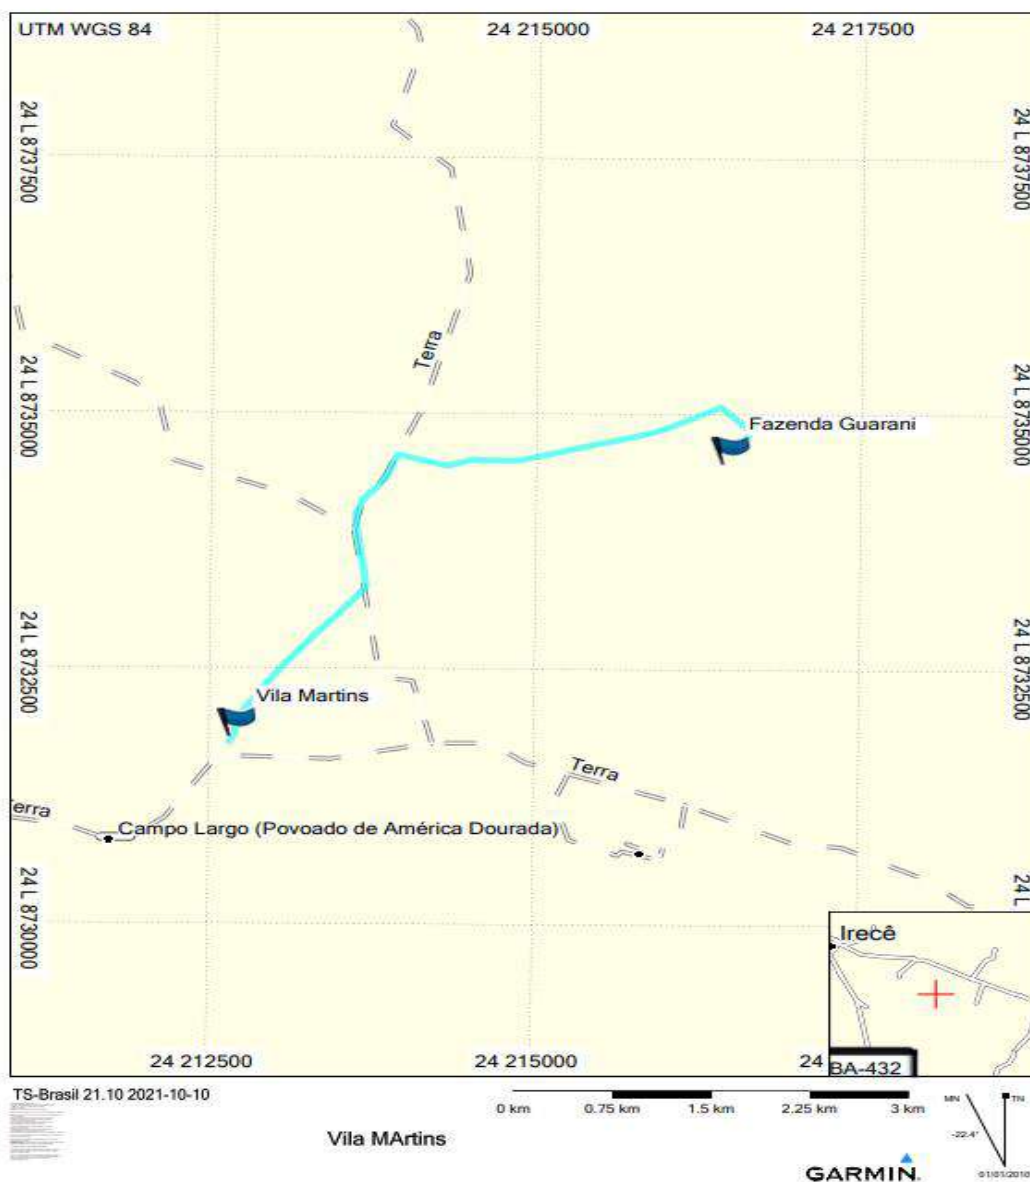 UTM WGS 84
24 215000
24 217500
24 L 8737500
24 L 8737500
Terra
24 L 8735000
24 L 8735000
Fazenda Guarani
24 L 8732500
24 L 8732500
Vila Martins
Terra
Terra
Campo Largo (Povoado de América Dourada)
24 L 8730000
24 L
Irecê
BA-432
24 212500
24 215000
24
TS-Brasil 21.10 2021-10-10
0 km
0.75 km
1.5 km
2.25 km
3 km
MN
TN
-22.4°
Vila MArtins
GARMIN
01/01/2010